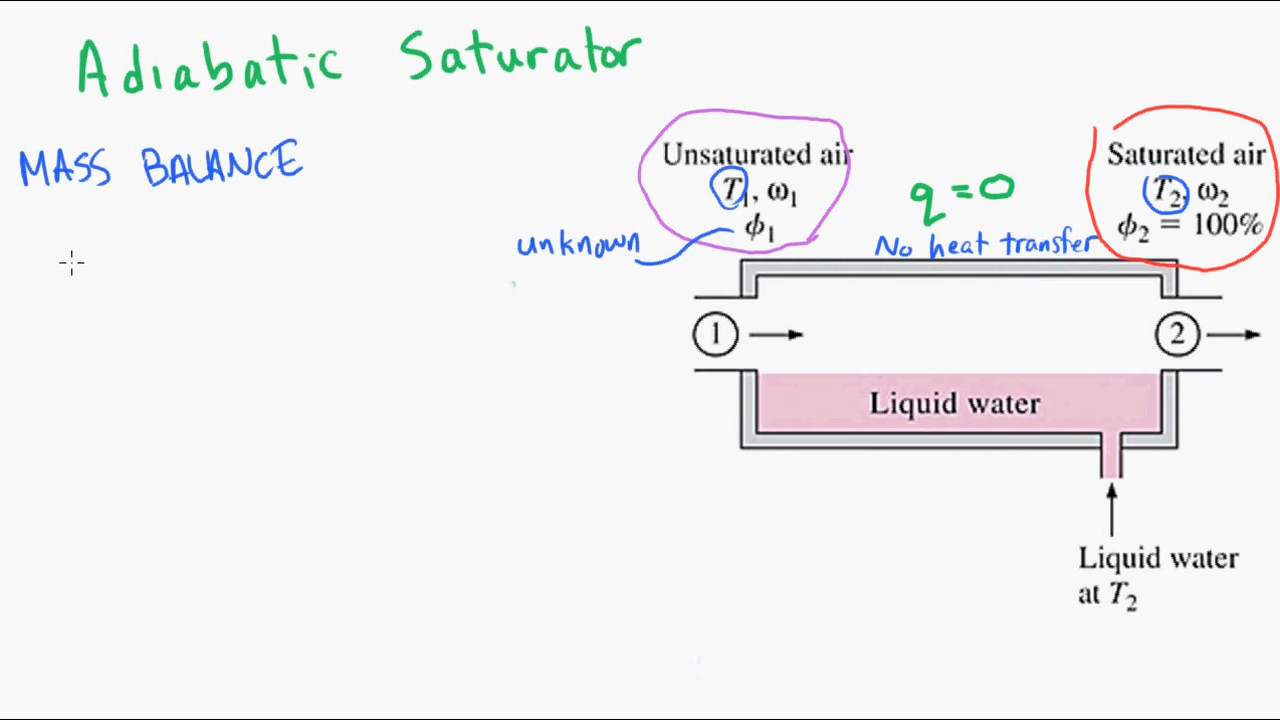 Adiabatic Saturator
MASS BALANCE
Unsaturated air
T₁, ω₁
ϕ₁
unknown
q = 0
No heat transfer
Saturated air
T₂, ω₂
ϕ₂ = 100%
1
2
Liquid water
Liquid water
at T₂